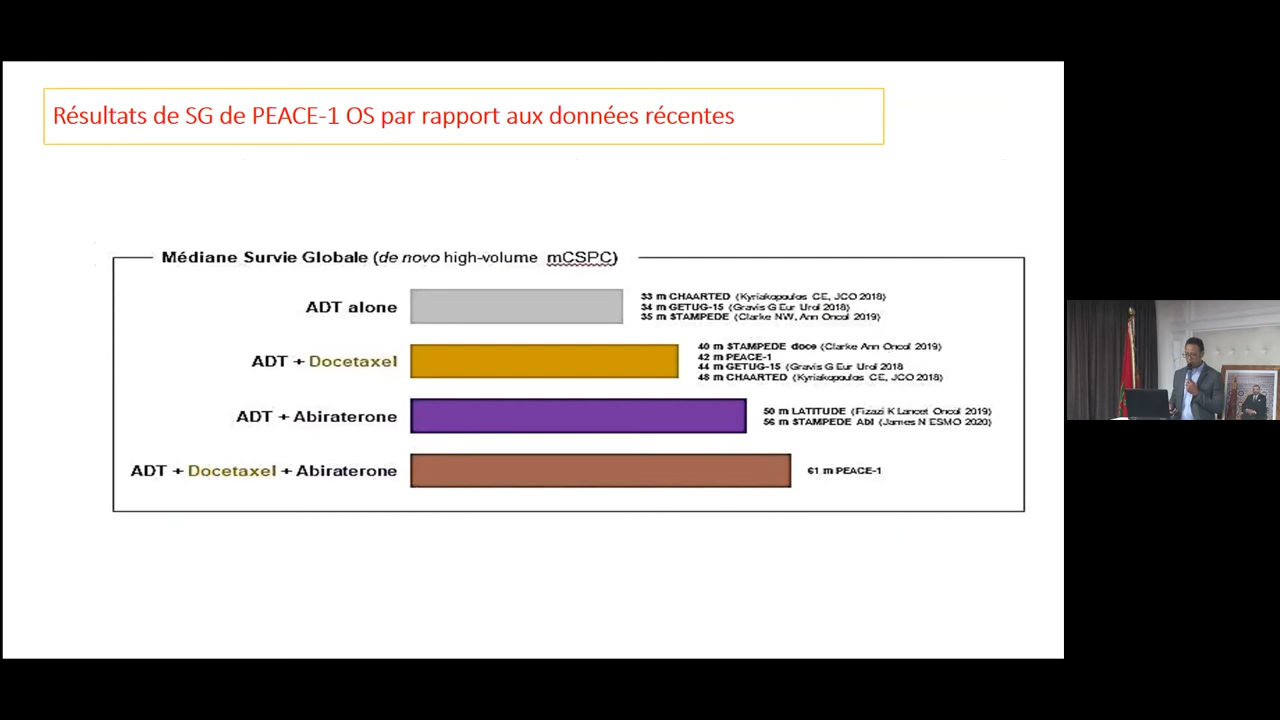 Résultats de SG de PEACE-1 OS par rapport aux données récentes
Médiane Survie Globale (de novo high-volume mCSPC)
ADT alone
33 m CHAARTED (Kyriakopoulos CE, JCO 2018)
34 m GETUG-15 (Gravis G Eur Urol 2018)
35 m STAMPEDE (Clarke NW, Ann Oncol 2019)
ADT + Docetaxel
40 m STAMPEDE doce (Clarke Ann Oncol 2019)
42 m PEACE-1
44 m GETUG-15 (Gravis G Eur Urol 2018
48 m CHAARTED (Kyriakopoulos CE, JCO 2018)
ADT + Abiraterone
50 m LATITUDE (Fizazi K Lancet Oncol 2019)
56 m STAMPEDE Abi (James N ESMO 2020)
ADT + Docetaxel + Abiraterone
61 m PEACE-1